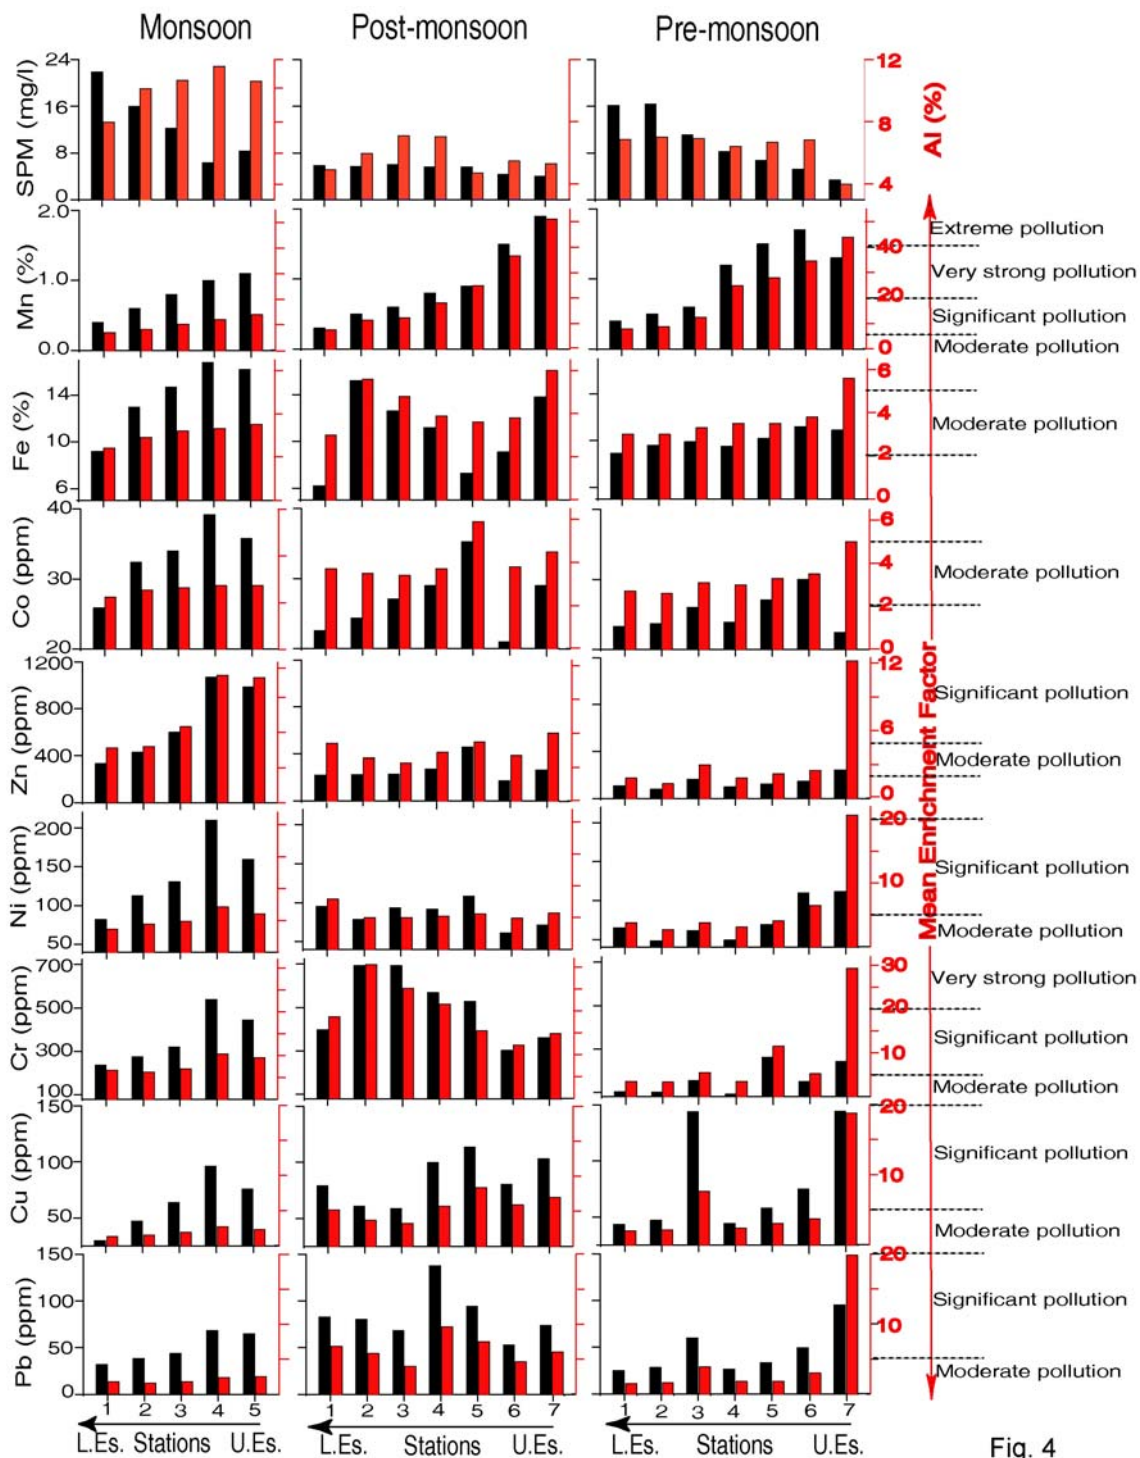 Monsoon Post-monsoon Pre-monsoon
SPM (mg/l)
24
16
8
0
12
8
4
Al (%)
Mn (%)
2.0
1.0
0.0
40
20
0
Extreme pollution
Very strong pollution
Significant pollution
Moderate pollution
Fe (%)
14
10
6
6
4
2
0
Moderate pollution
Co (ppm)
40
30
20
6
4
2
0
Moderate pollution
Mean Enrichment Factor
Zn (ppm)
1200
800
400
0
12
6
0
Significant pollution
Moderate pollution
Ni (ppm)
200
150
100
50
20
10
Significant pollution
Moderate pollution
Cr (ppm)
700
500
300
100
30
20
10
Very strong pollution
Significant pollution
Moderate pollution
Cu (ppm)
150
100
50
20
10
Significant pollution
Moderate pollution
Pb (ppm)
150
100
50
0
20
10
Significant pollution
Moderate pollution
1 2 3 4 5 1 2 3 4 5 6 7 1 2 3 4 5 6 7
L.Es. Stations U.Es. L.Es. Stations U.Es. L.Es. Stations U.Es.
Fig. 4